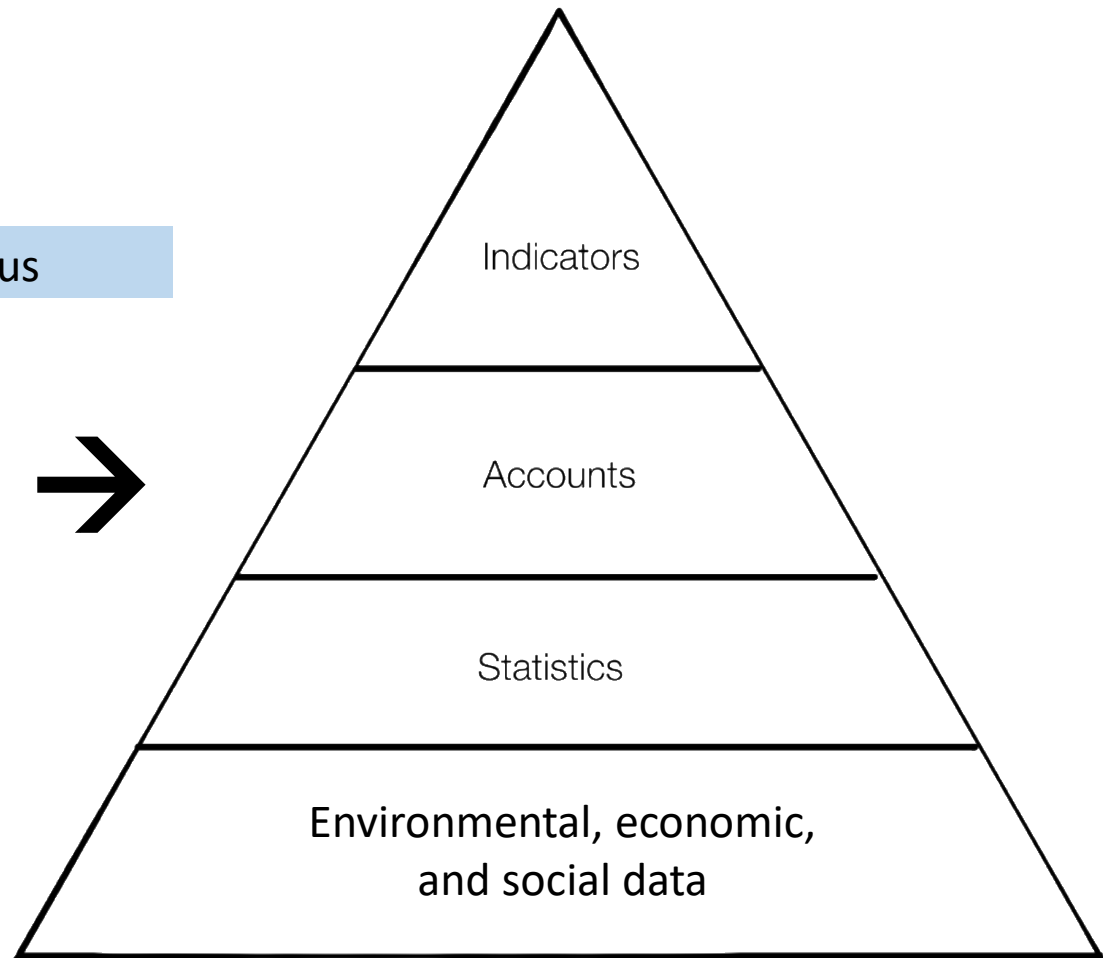 Indicators
us
Accounts
Statistics
Environmental, economic,
and social data